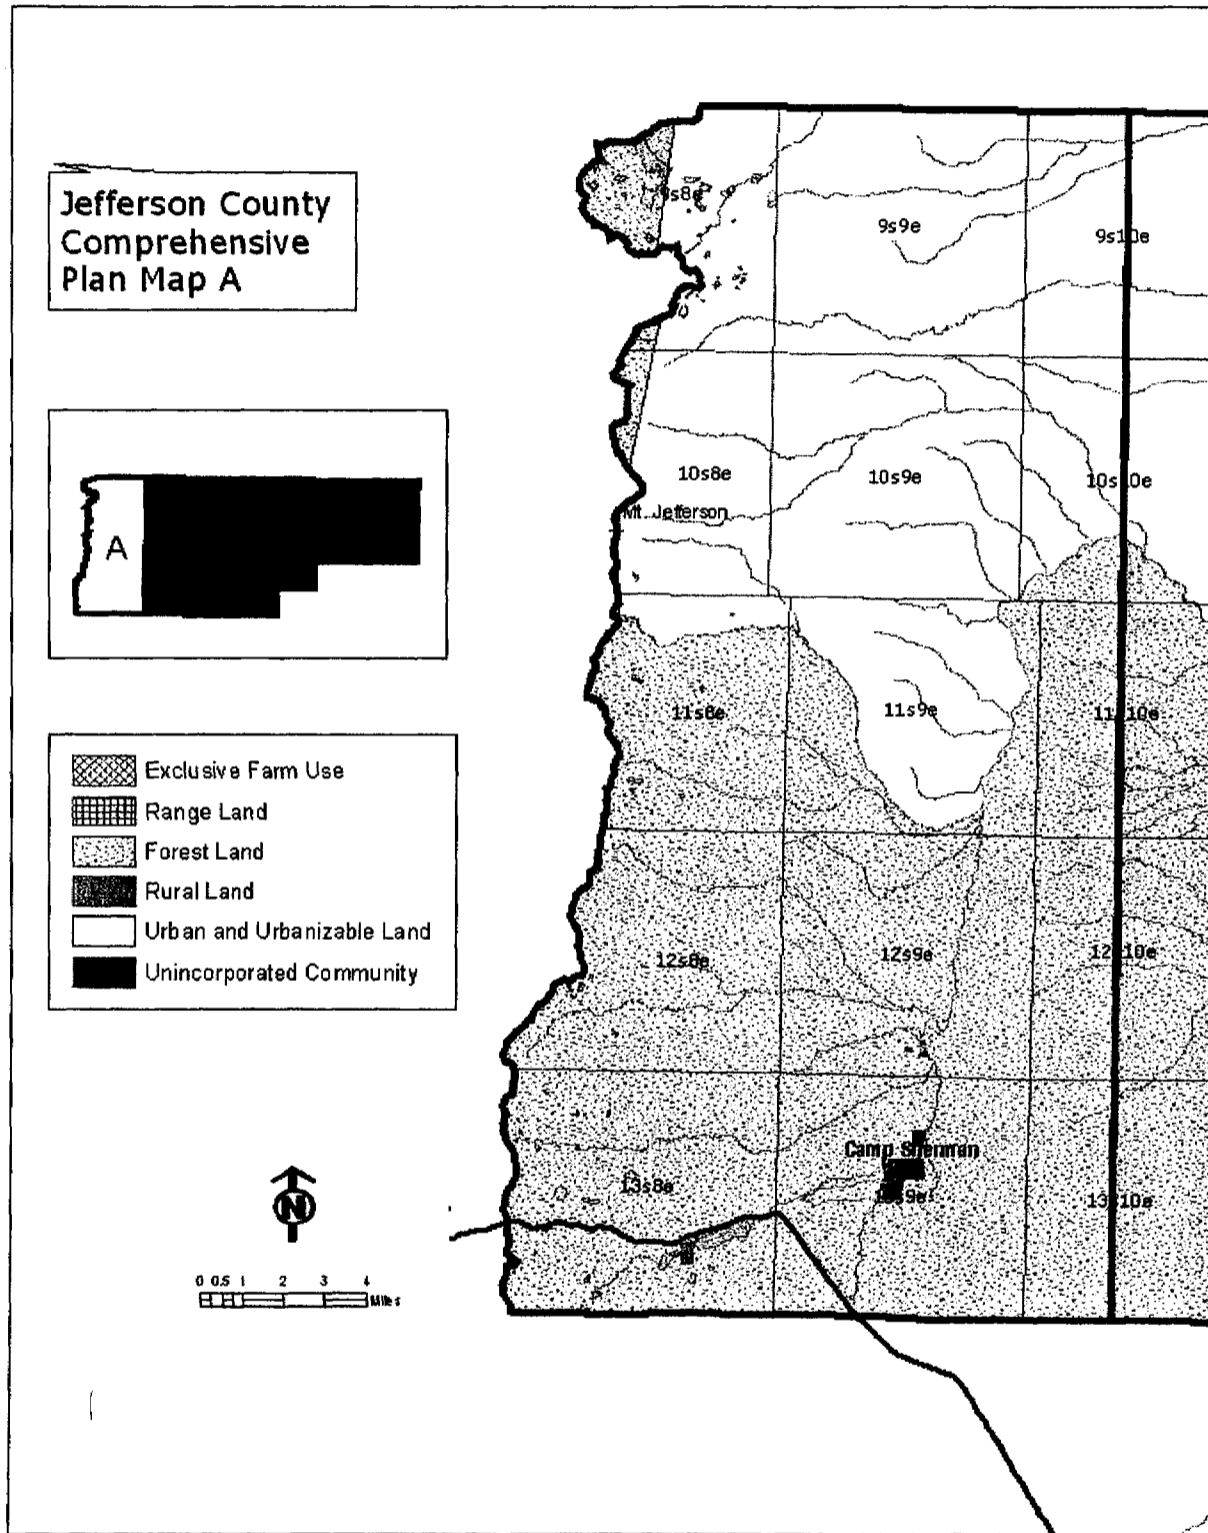 Jefferson County
Comprehensive
Plan Map A
A
Exclusive Farm Use
Range Land
Forest Land
Rural Land
Urban and Urbanizable Land
Unincorporated Community
N
0 0.5 1 2 3 4
Miles
9s9e
9s10e
10s8e
10s9e
10s10e
Mt. Jefferson
11s8e
11s9e
12s8e
12s9e
Camp Sherman
13s8e